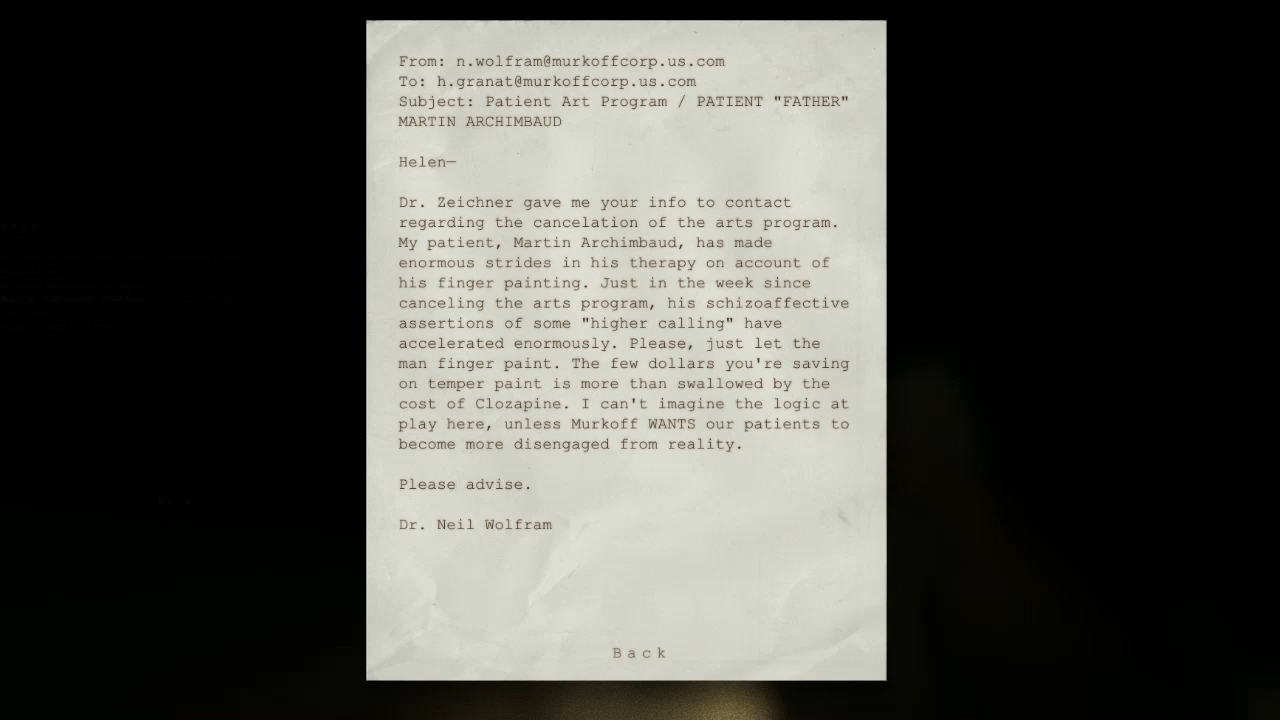 From: n.wolfram@murkoffcorp.us.com
To: h.granat@murkoffcorp.us.com
Subject: Patient Art Program / PATIENT "FATHER"
MARTIN ARCHIMBAUD
Helen—
Dr. Zeichner gave me your info to contact
regarding the cancelation of the arts program.
My patient, Martin Archimbaud, has made
enormous strides in his therapy on account of
his finger painting. Just in the week since
canceling the arts program, his schizoaffective
assertions of some "higher calling" have
accelerated enormously. Please, just let the
man finger paint. The few dollars you're saving
on temper paint is more than swallowed by the
cost of Clozapine. I can't imagine the logic at
play here, unless Murkoff WANTS our patients to
become more disengaged from reality.
Please advise.
Dr. Neil Wolfram
Back